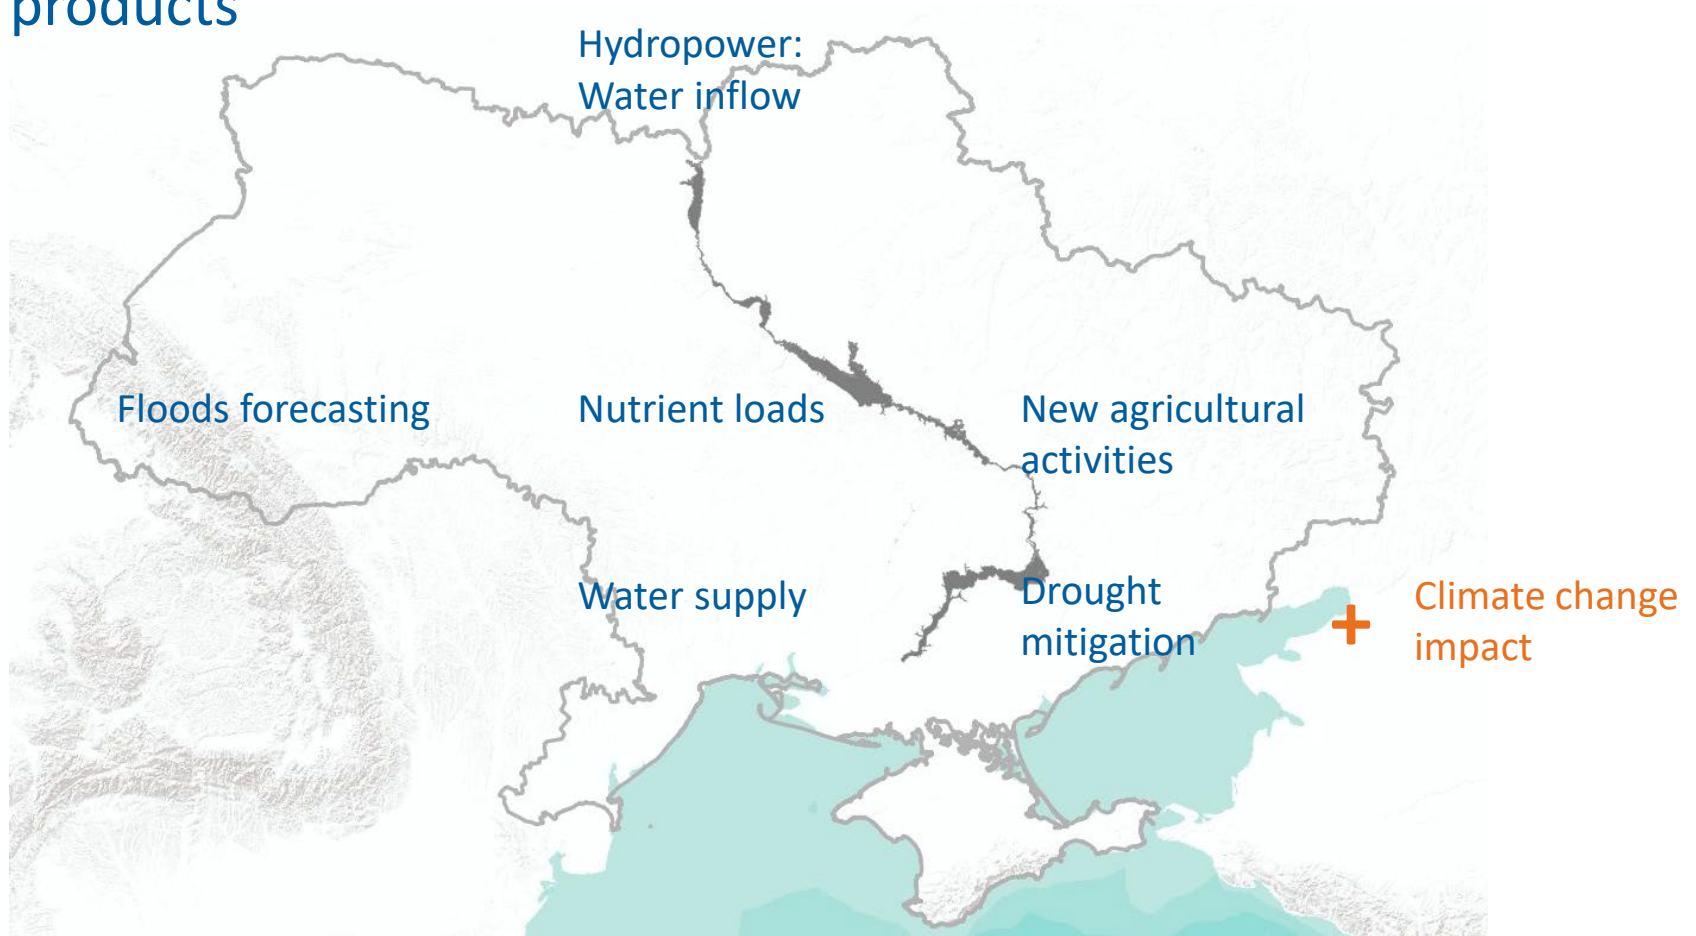 products
Hydropower:
Water inflow
Floods forecasting
Nutrient loads
New agricultural
activities
Water supply
Drought
mitigation
Climate change
impact